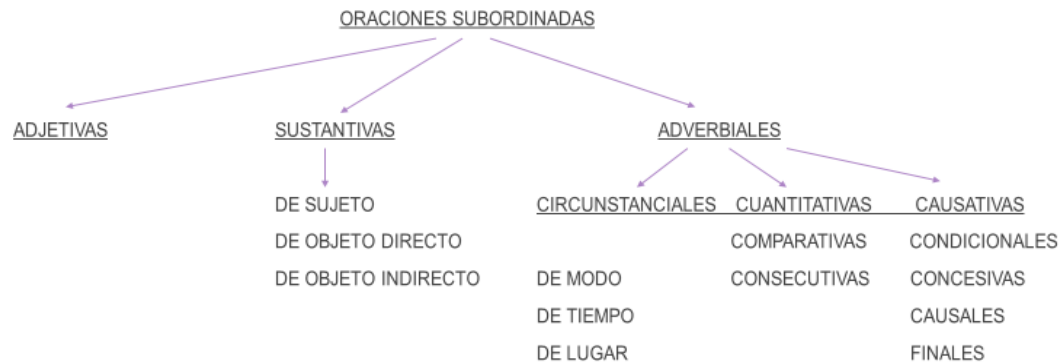 ORACIONES SUBORDINADAS
ADJETIVAS SUSTANTIVAS ADVERBIALES
DE SUJETO CIRCUNSTANCIALES CUANTITATIVAS CAUSATIVAS
DE OBJETO DIRECTO COMPARATIVAS CONDICIONALES
DE OBJETO INDIRECTO DE MODO CONSECUTIVAS CONCESIVAS
DE TIEMPO CAUSALES
DE LUGAR FINALES